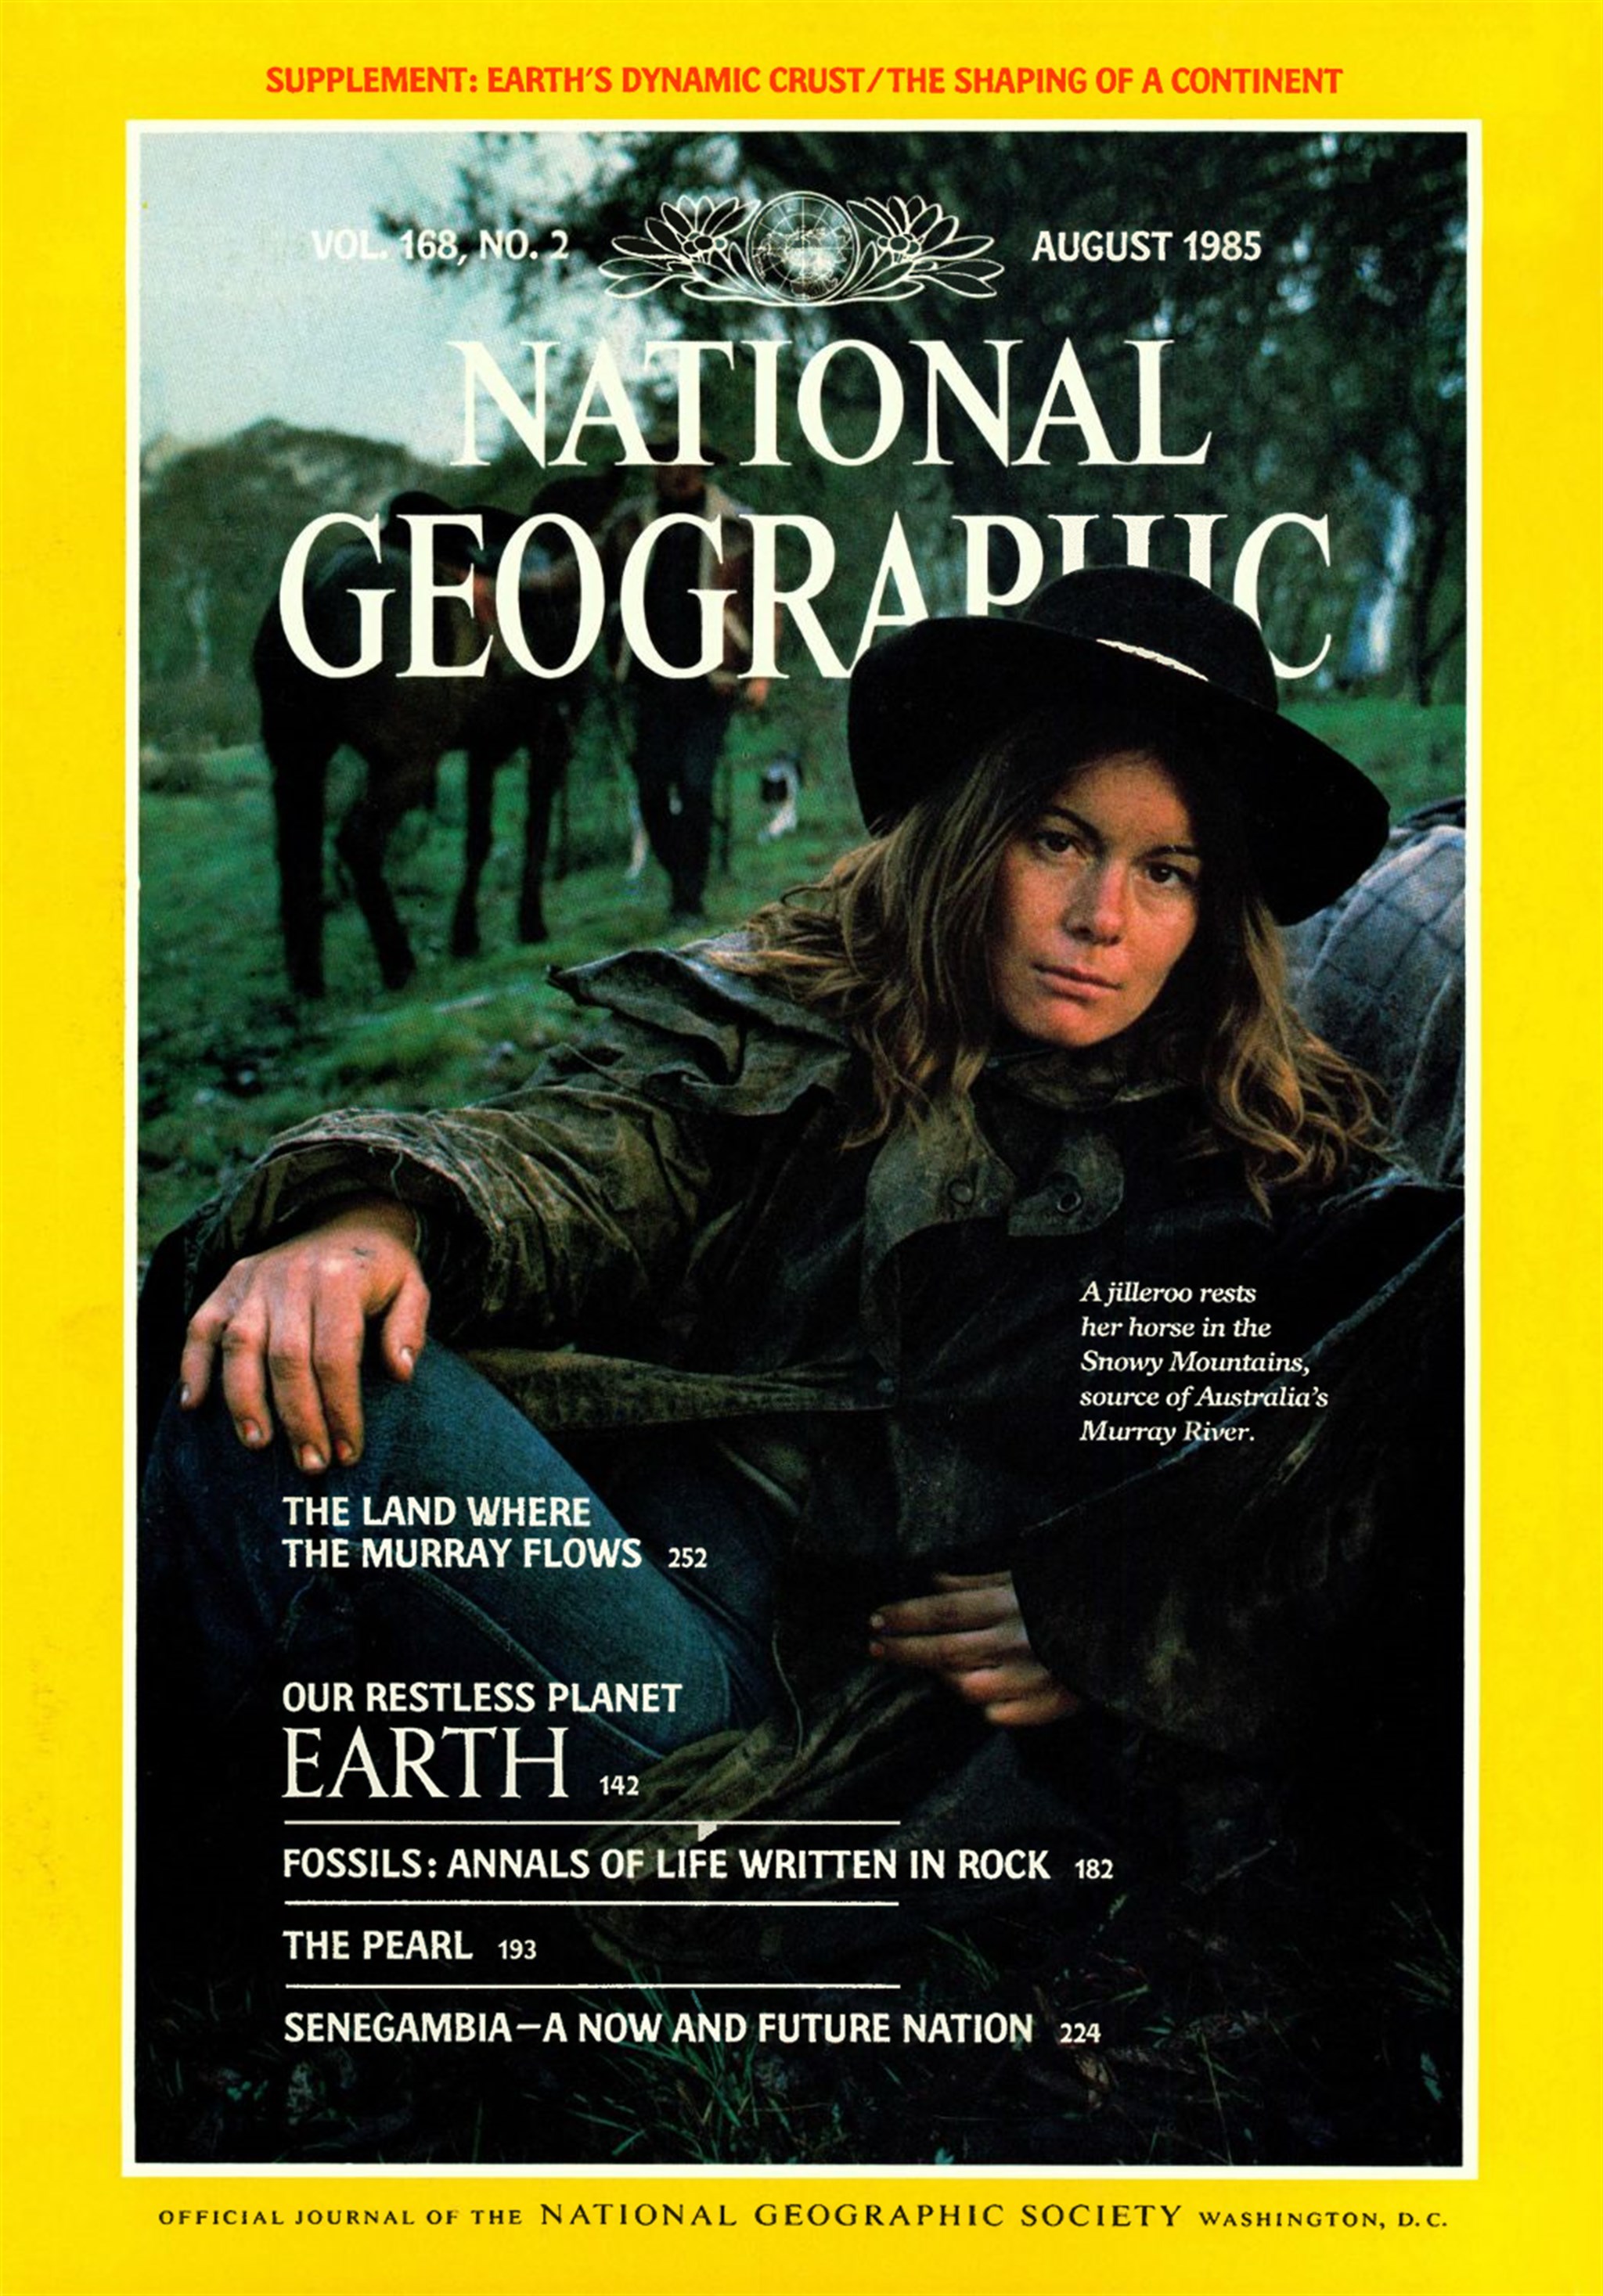 SUPPLEMENT: EARTH'S DYNAMIC CRUST/THE SHAPING OF A CONTINENT
VOL. 168, NO. 2
AUGUST 1985
NATIONAL
GEOGRAPHIC
A jilleroo rests
her horse in the
Snowy Mountains,
source of Australia's
Murray River.
THE LAND WHERE
THE MURRAY FLOWS 252
OUR RESTLESS PLANET
EARTH 142
FOSSILS: ANNALS OF LIFE WRITTEN IN ROCK 182
THE PEARL 193
SENEGAMBIA—A NOW AND FUTURE NATION 224
OFFICIAL JOURNAL OF THE NATIONAL GEOGRAPHIC SOCIETY WASHINGTON, D.C.